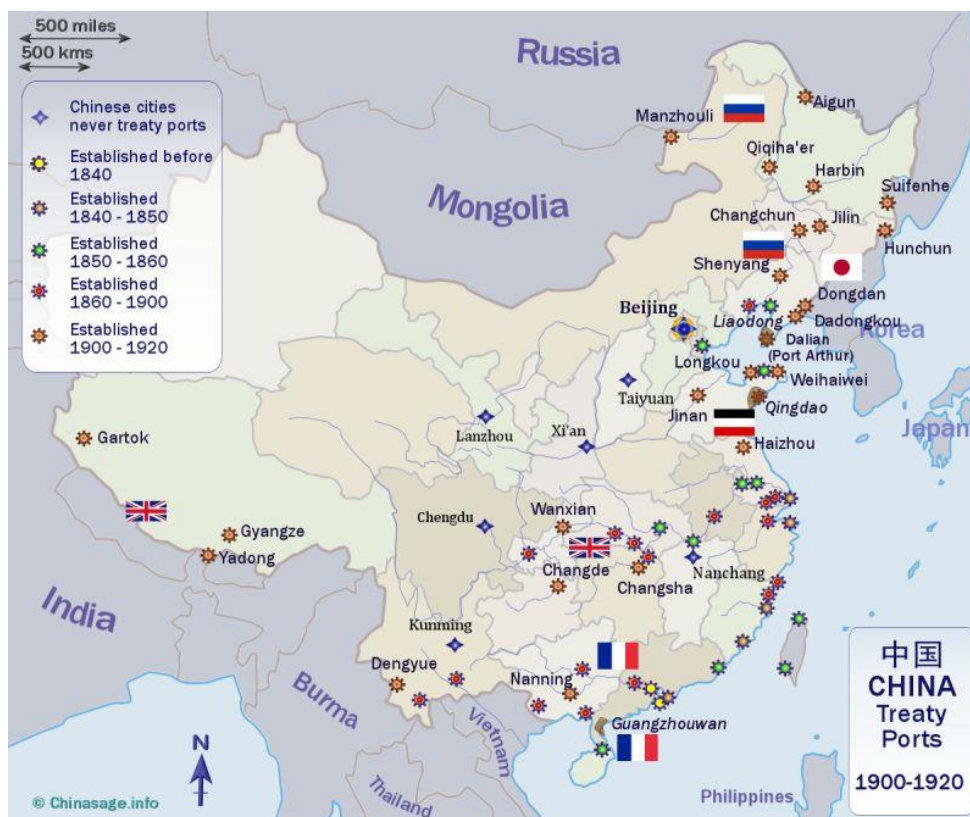 500 miles
500 kms
Chinese cities
never treaty ports
Established before
1840
Established
1840 - 1850
Established
1850 - 1860
Established
1860 - 1900
Established
1900 - 1920
Russia
Mongolia
Manzhouli
Aigun
Qiqiha'er
Harbin
Suifenhe
Changchun
Jilin
Hunchun
Shenyang
Beijing
Liaodong
Dongdan
Dadongkou
Korea
Dalian
(Port Arthur)
Longkou
Weihaiwei
Taiyuan
Jinan
Qingdao
Japan
Lanzhou
Xi'an
Haizhou
Gartok
Chengdu
Wanxian
Gyangze
Yadong
Changde
Changsha
Nanchang
India
Kunming
Dengyue
Nanning
Burma
Vietnam
Guangzhouwan
Thailand
Philippines
中国
CHINA
Treaty
Ports
1900-1920
N
© Chinasage.info